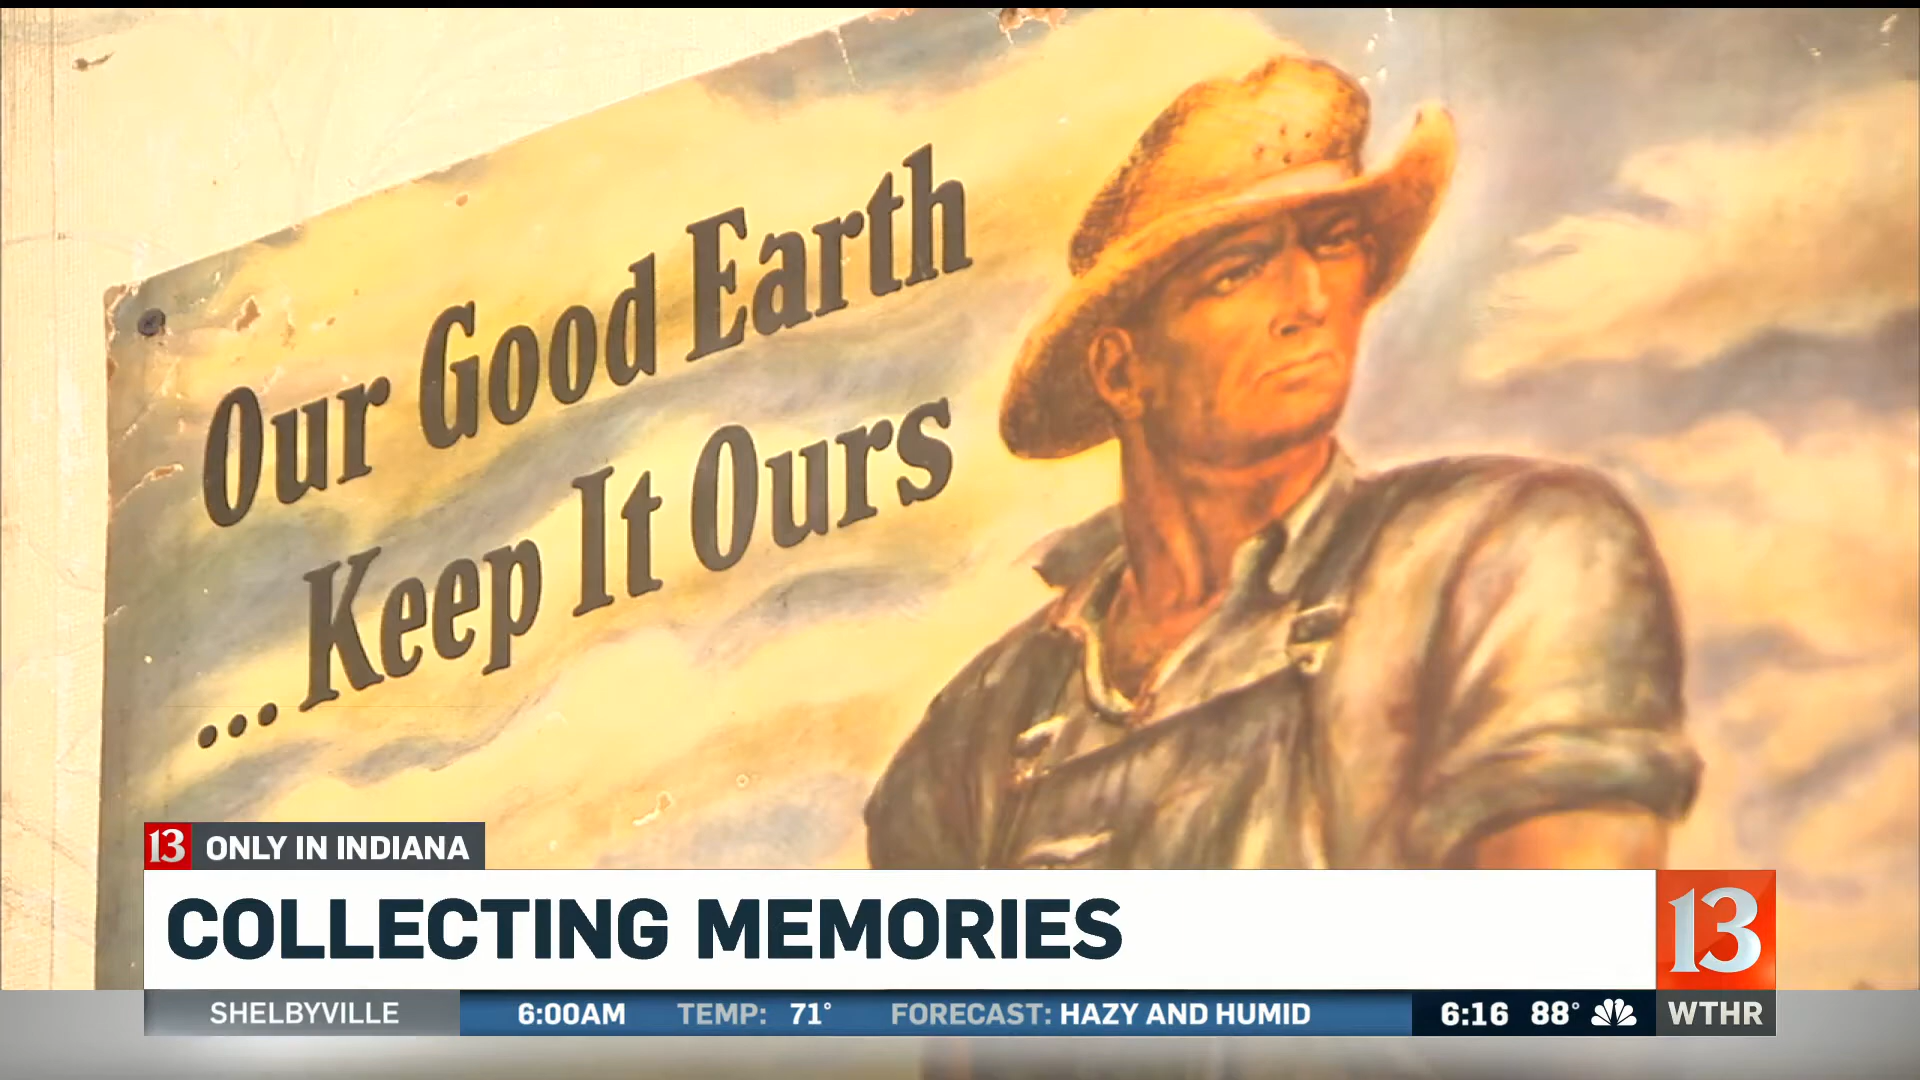 Our Good Earth
...Keep It Ours
13 ONLY IN INDIANA
COLLECTING MEMORIES
13
SHELBYVILLE 6:00AM TEMP: 71° FORECAST: HAZY AND HUMID 6:16 88° WTHR